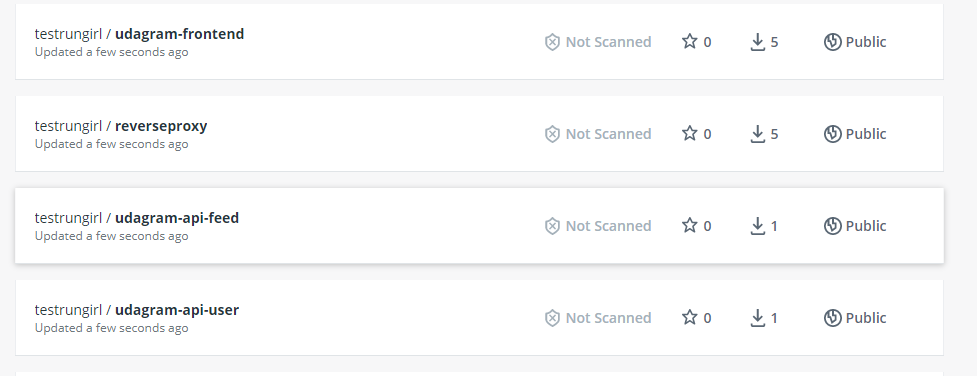 testrungirl / udagram-frontend
Updated a few seconds ago
Not Scanned
0
5
Public
testrungirl / reverseproxy
Updated a few seconds ago
Not Scanned
0
5
Public
testrungirl / udagram-api-feed
Updated a few seconds ago
Not Scanned
0
1
Public
testrungirl / udagram-api-user
Updated a few seconds ago
Not Scanned
0
1
Public